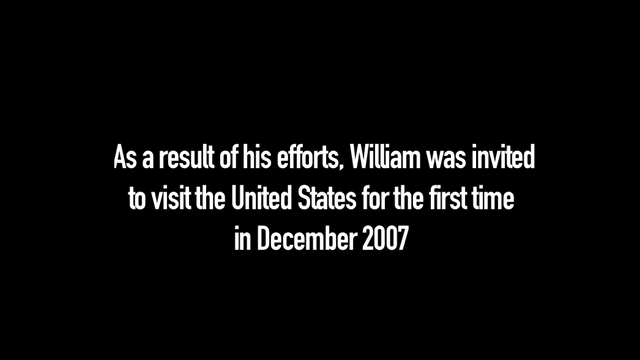 As a result of his efforts, William was invited
to visit the United States for the first time
in December 2007